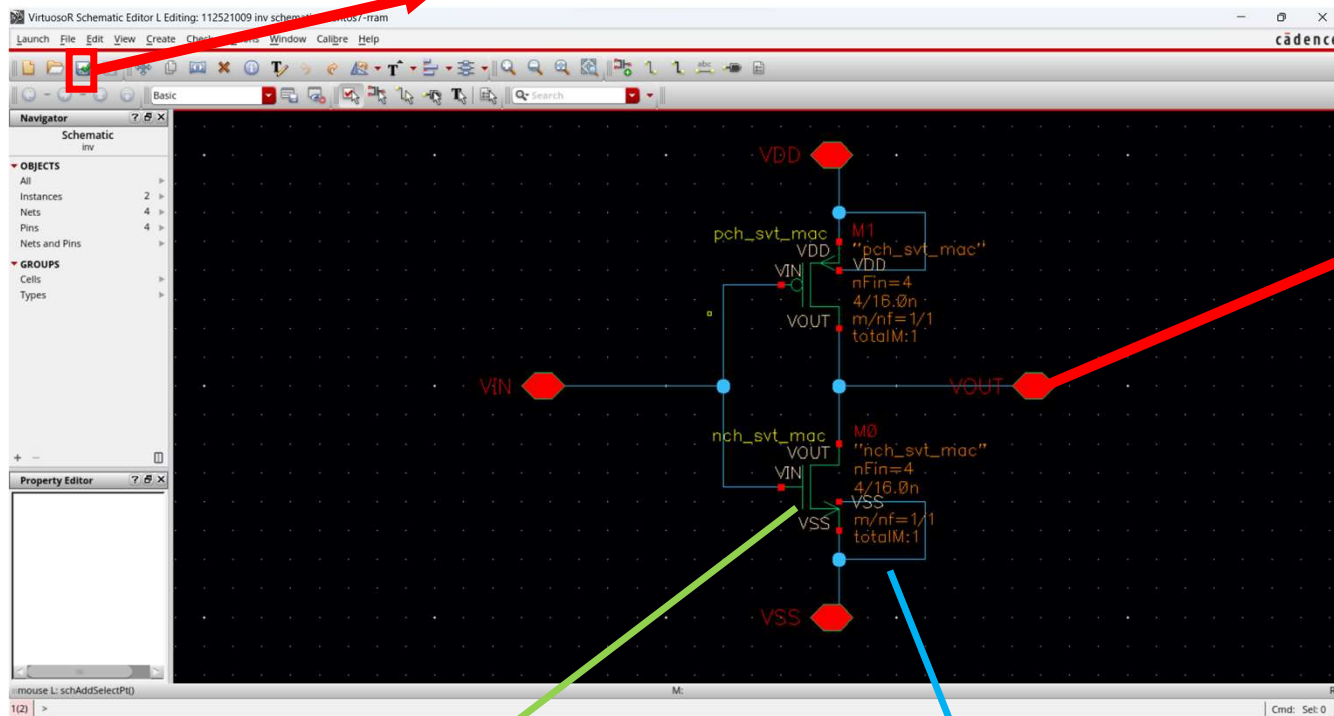 VirtuosoR Schematic Editor L Editing: 112521009 inv schematic
Launch File Edit View Create Window Calibre Help
cādence
Basic
Search
Navigator
Schematic
inv
OBJECTS
All
Instances 2
Nets 4
Pins 4
Nets and Pins
GROUPS
Cells
Types
Property Editor
VDD
pch_svt_mac
M1
VDD
"pch_svt_mac"
VDD
VIN
nFin=4
4/16.0n
VOUT
m/nf=1/1
totalM:1
VIN
VOUT
nch_svt_mac
M0
VOUT
"nch_svt_mac"
VIN
nFin=4
4/16.0n
VSS
VSS
m/nf=1/1
totalM:1
VSS
mouse L: schAddSelectPt()
M:
R
1(2) >
Cmd: Sel: 0